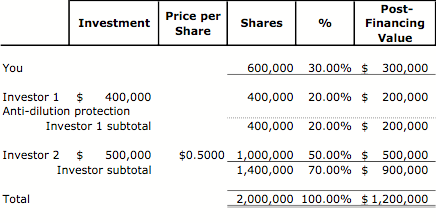 Investment Price per Share Shares % Post-Financing Value
You 600,000 30.00% $ 300,000
Investor 1 $ 400,000 400,000 20.00% $ 200,000
Anti-dilution protection
Investor 1 subtotal 400,000 20.00% $ 200,000
Investor 2 $ 500,000 $0.5000 1,000,000 50.00% $ 500,000
Investor subtotal 1,400,000 70.00% $ 900,000
Total 2,000,000 100.00% $ 1,200,000